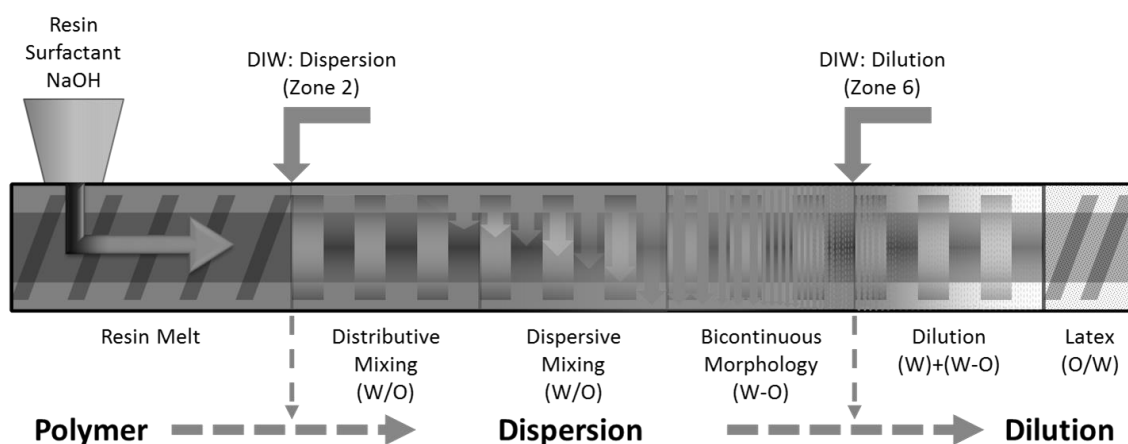 Resin
Surfactant
NaOH
DIW: Dispersion
(Zone 2)
DIW: Dilution
(Zone 6)
Resin Melt
Distributive
Mixing
(W/O)
Dispersive
Mixing
(W/O)
Bicontinuous
Morphology
(W-O)
Dilution
(W)+(W-O)
Latex
(O/W)
Polymer
Dispersion
Dilution